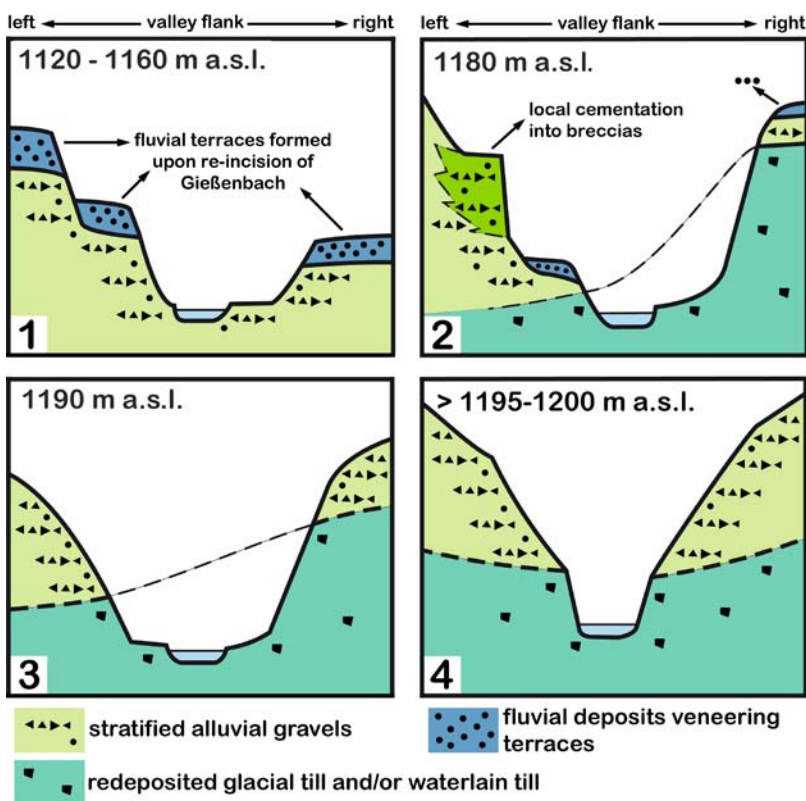 left valley flank right
left valley flank right
1120 - 1160 m a.s.l.
fluvial terraces formed
upon re-incision of
Gießenbach
1
1180 m a.s.l.
local cementation
into breccias
2
1190 m a.s.l.
3
> 1195-1200 m a.s.l.
4
stratified alluvial gravels
fluvial deposits veneering
terraces
redeposited glacial till and/or waterlain till